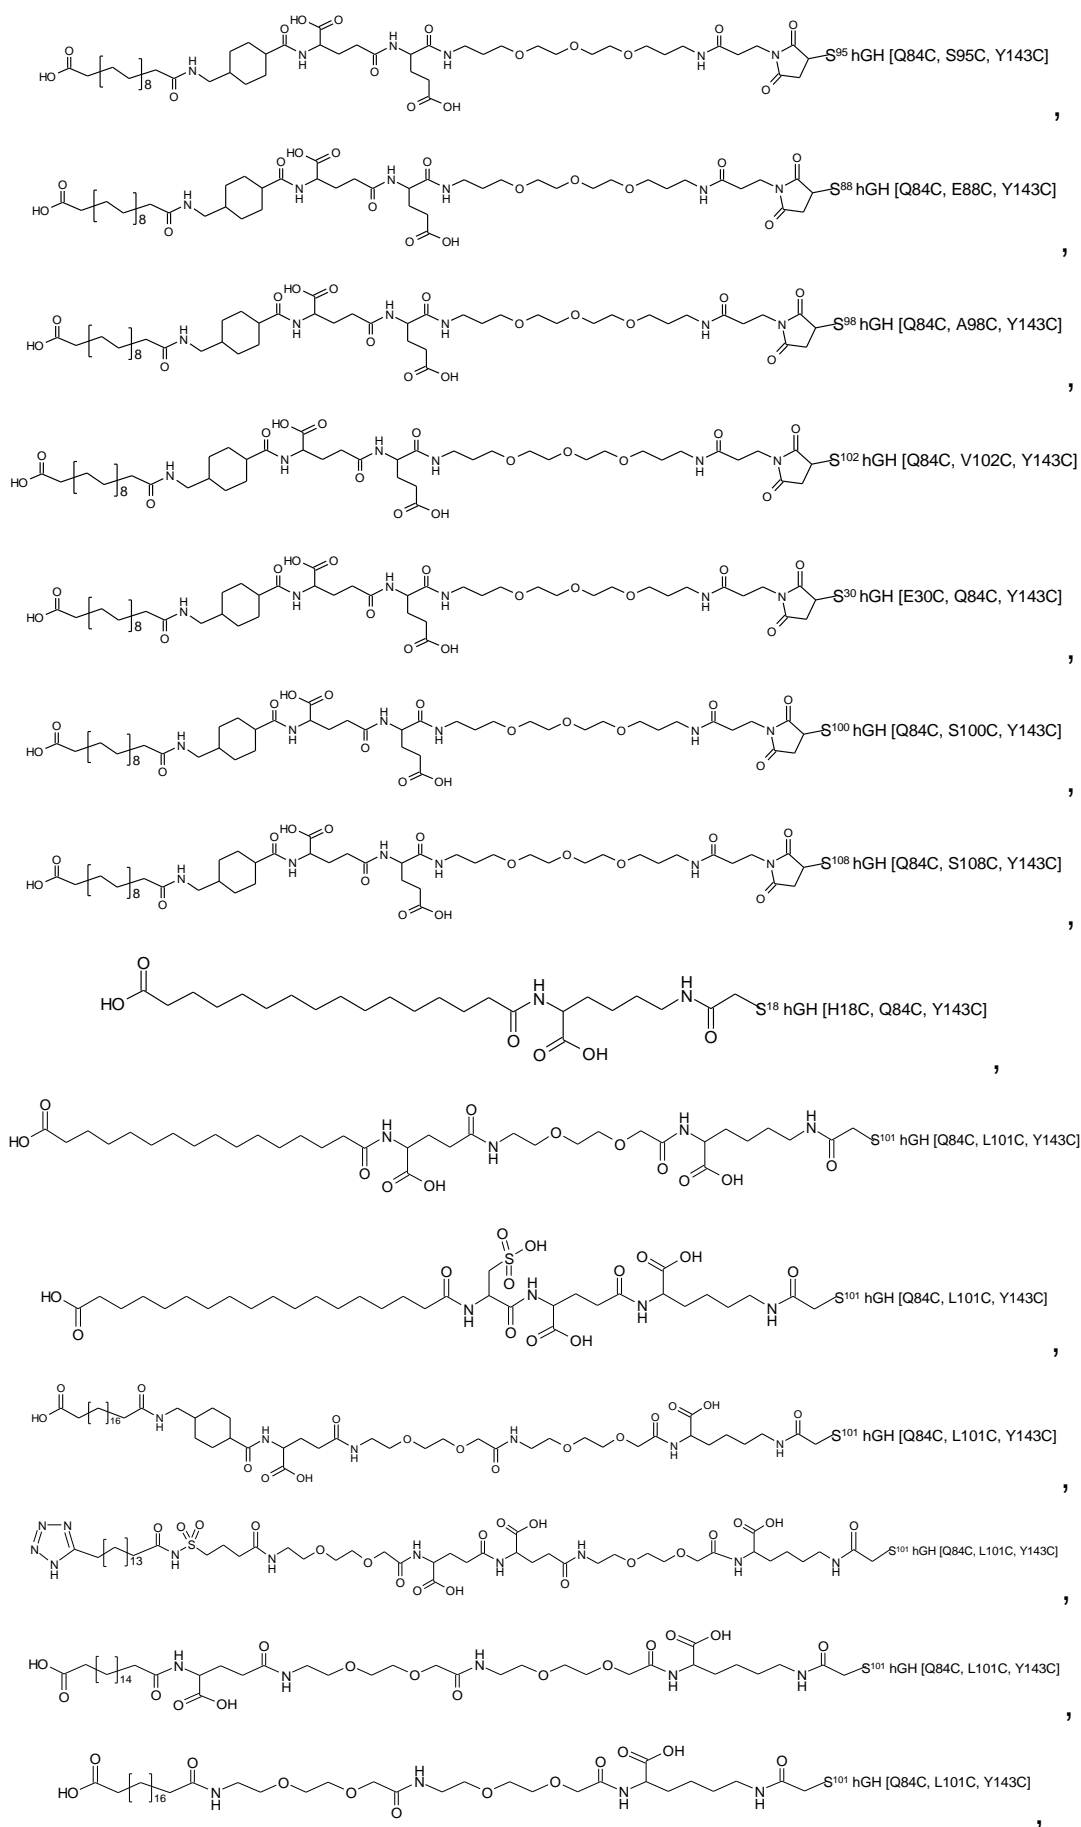 S95 hGH [Q84C, S95C, Y143C]
,
S88 hGH [Q84C, E88C, Y143C]
,
S98 hGH [Q84C, A98C, Y143C]
,
S102 hGH [Q84C, V102C, Y143C]
,
S30 hGH [E30C, Q84C, Y143C]
,
S100 hGH [Q84C, S100C, Y143C]
,
S108 hGH [Q84C, S108C, Y143C]
,
S18 hGH [H18C, Q84C, Y143C]
,
S101 hGH [Q84C, L101C, Y143C]
S101 hGH [Q84C, L101C, Y143C]
,
S101 hGH [Q84C, L101C, Y143C]
,
S101 hGH [Q84C, L101C, Y143C]
,
S101 hGH [Q84C, L101C, Y143C]
,
S101 hGH [Q84C, L101C, Y143C]
,